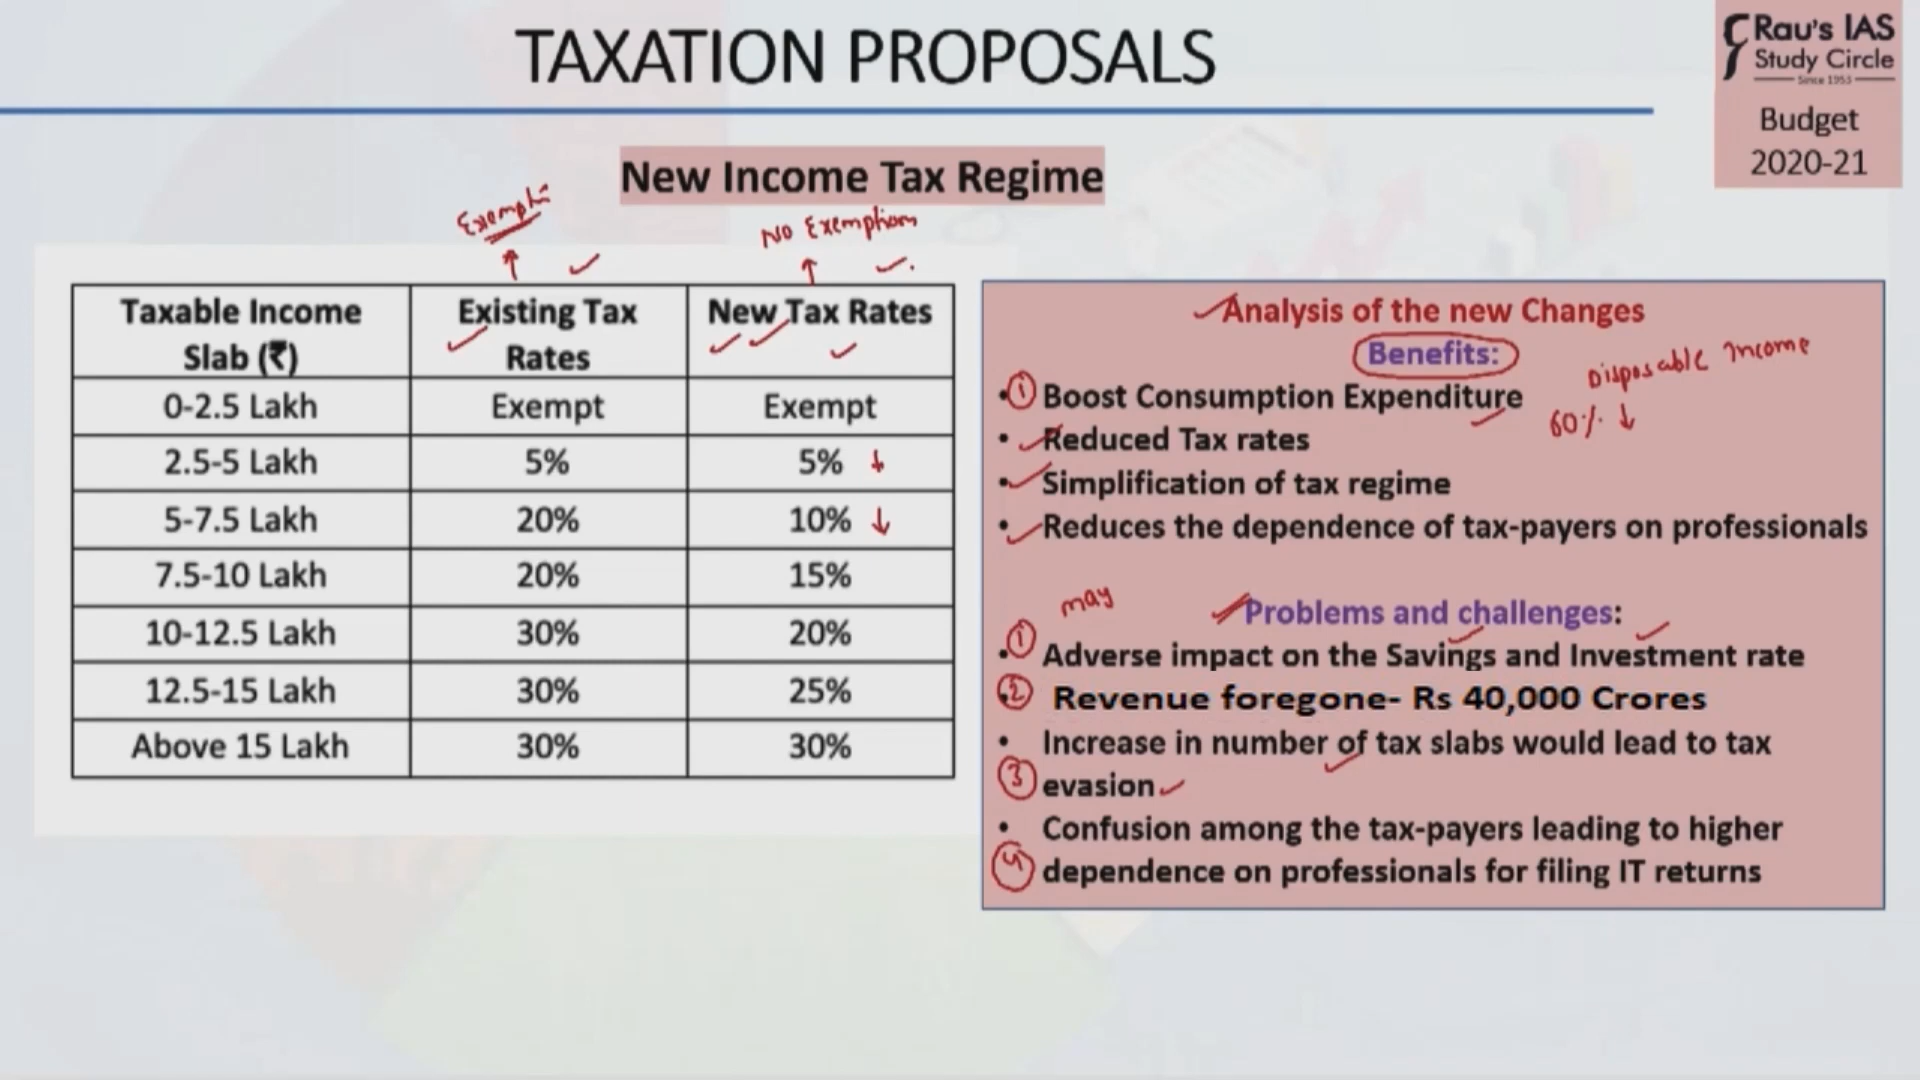 TAXATION PROPOSALS
Rau's IAS
Study Circle
Since 1953
Budget
2020-21
New Income Tax Regime
No Exemptions
Taxable Income
Slab (₹)
Existing Tax
Rates
New Tax Rates
0-2.5 Lakh Exempt Exempt
2.5-5 Lakh 5% 5%
5-7.5 Lakh 20% 10%
7.5-10 Lakh 20% 15%
10-12.5 Lakh 30% 20%
12.5-15 Lakh 30% 25%
Above 15 Lakh 30% 30%
Analysis of the new Changes
Benefits:
Disposable Income
60% ↓
• ① Boost Consumption Expenditure
• Reduced Tax rates
• Simplification of tax regime
• Reduces the dependence of tax-payers on professionals
may
Problems and challenges:
• ① Adverse impact on the Savings and Investment rate
• ② Revenue foregone- Rs 40,000 Crores
• Increase in number of tax slabs would lead to tax
③ evasion
• Confusion among the tax-payers leading to higher
④ dependence on professionals for filing IT returns